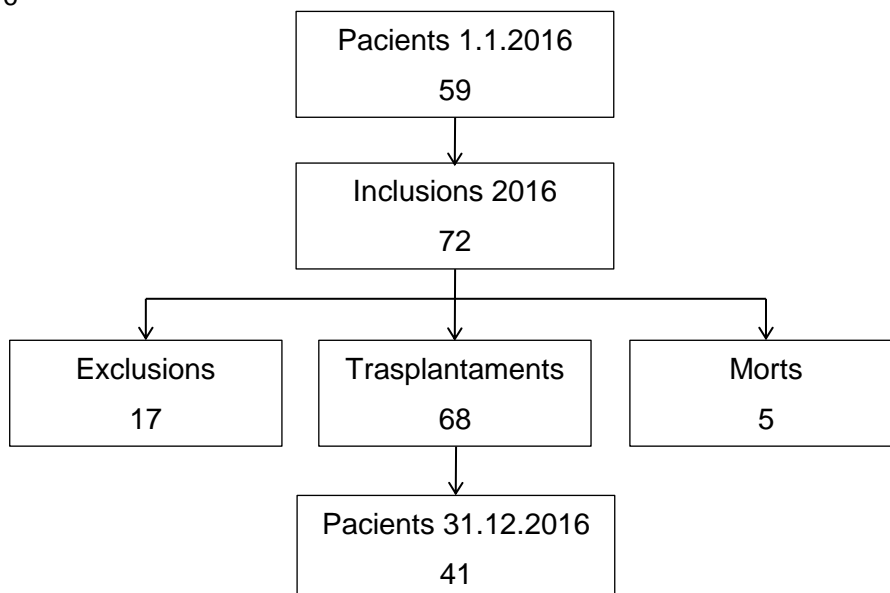 Pacients 1.1.2016
59
Inclusions 2016
72
Exclusions
17
Trasplantaments
68
Morts
5
Pacients 31.12.2016
41